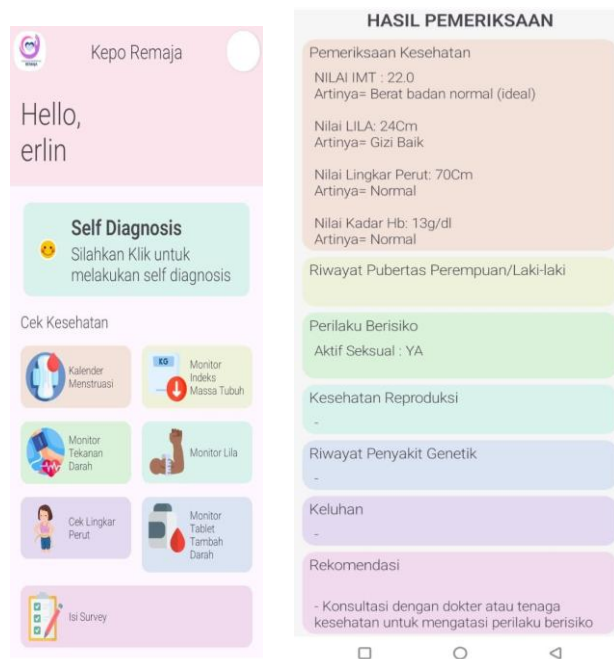 Kepo Remaja
Hello,
erlin
Self Diagnosis
Silahkan Klik untuk
melakukan self diagnosis
Cek Kesehatan
Kalender
Menstruasi
KG
Monitor
Indeks
Massa Tubuh
Monitor
Tekanan
Darah
Monitor Lila
Cek Lingkar
Perut
Monitor
Tablet
Tambah
Darah
Isi Survey
HASIL PEMERIKSAAN
Pemeriksaan Kesehatan
NILAI IMT : 22.0
Artinya= Berat badan normal (ideal)
Nilai LILA: 24Cm
Artinya= Gizi Baik
Nilai Lingkar Perut: 70Cm
Artinya= Normal
Nilai Kadar Hb: 13g/dl
Artinya= Normal
Riwayat Pubertas Perempuan/Laki-laki
Perilaku Berisiko
Aktif Seksual : YA
Kesehatan Reproduksi
-
Riwayat Penyakit Genetik
-
Keluhan
-
Rekomendasi
- Konsultasi dengan dokter atau tenaga
kesehatan untuk mengatasi perilaku berisiko